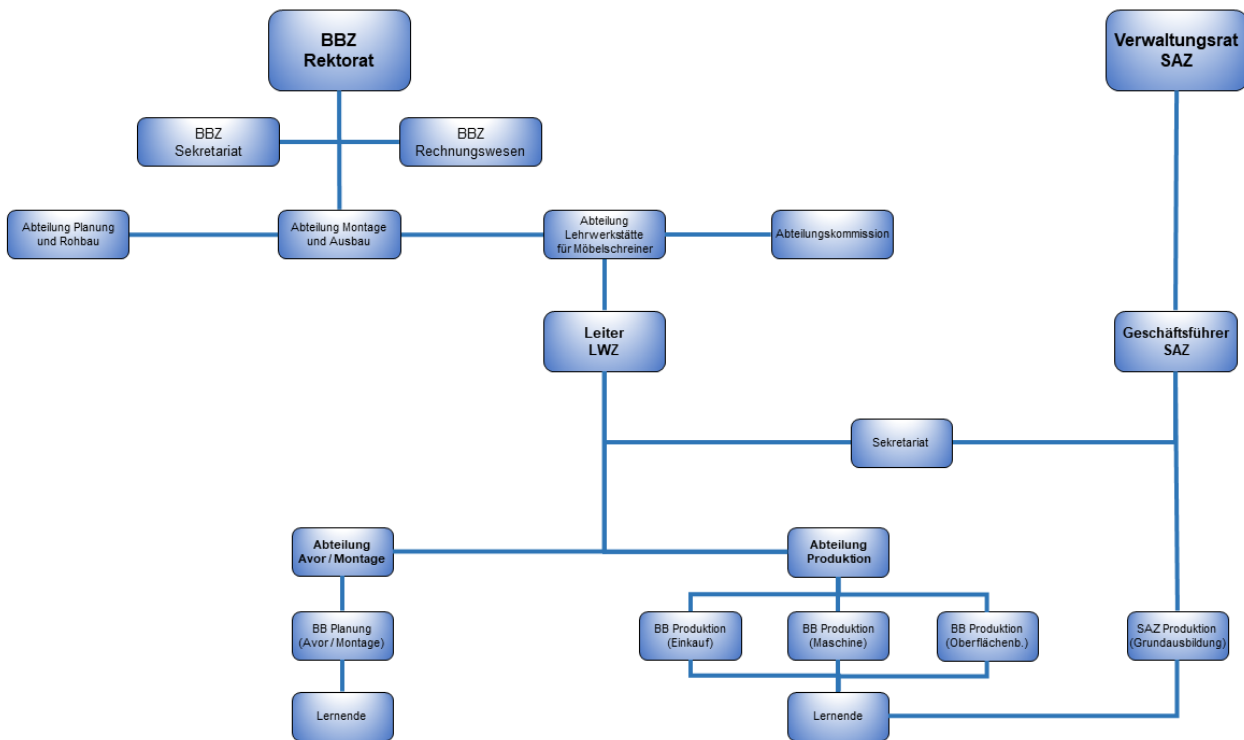 BBZ
Rektorat
Verwaltungsrat
SAZ
BBZ
Sekretariat
BBZ
Rechnungswesen
Abteilung Planung
und Rohbau
Abteilung Montage
und Ausbau
Abteilung
Lehrwerkstätte
für Möbelschreiner
Abteilungskommission
Leiter
LWZ
Geschäftsführer
SAZ
Sekretariat
Abteilung
Avor / Montage
Abteilung
Produktion
BB Planung
(Avor / Montage)
BB Produktion
(Einkauf)
BB Produktion
(Maschine)
BB Produktion
(Oberflächenb.)
SAZ Produktion
(Grundausbildung)
Lernende
Lernende